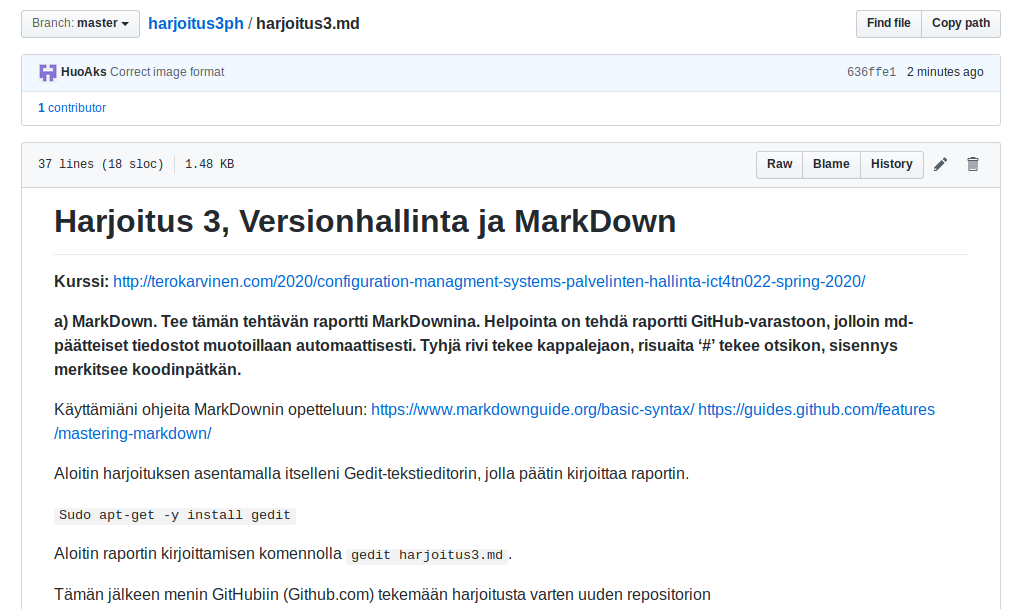 Branch: master harjoitus3ph / harjoitus3.md Find file Copy path
HuoAks Correct image format 636ffe1 2 minutes ago
1 contributor
37 lines (18 sloc) 1.48 KB Raw Blame History
Harjoitus 3, Versionhallinta ja MarkDown
Kurssi: http://terokarvinen.com/2020/configuration-managment-systems-palvelinten-hallinta-ict4tn022-spring-2020/
a) MarkDown. Tee tämän tehtävän raportti MarkDownina. Helpointa on tehdä raportti GitHub-varastoon, jolloin md-
päätteiset tiedostot muotoillaan automaattisesti. Tyhjä rivi tekee kappalejaon, risuaita ‘#’ tekee otsikon, sisennys
merkitsee koodinpätkän.
Käyttämiäni ohjeita MarkDownin opetteluun: https://www.markdownguide.org/basic-syntax/ https://guides.github.com/features
/mastering-markdown/
Aloitin harjoituksen asentamalla itselleni Gedit-tekstieditorin, jolla päätin kirjoittaa raportin.
Sudo apt-get -y install gedit
Aloitin raportin kirjoittamisen komennolla gedit harjoitus3.md.
Tämän jälkeen menin GitHubiin (Github.com) tekemään harjoitusta varten uuden repositorion